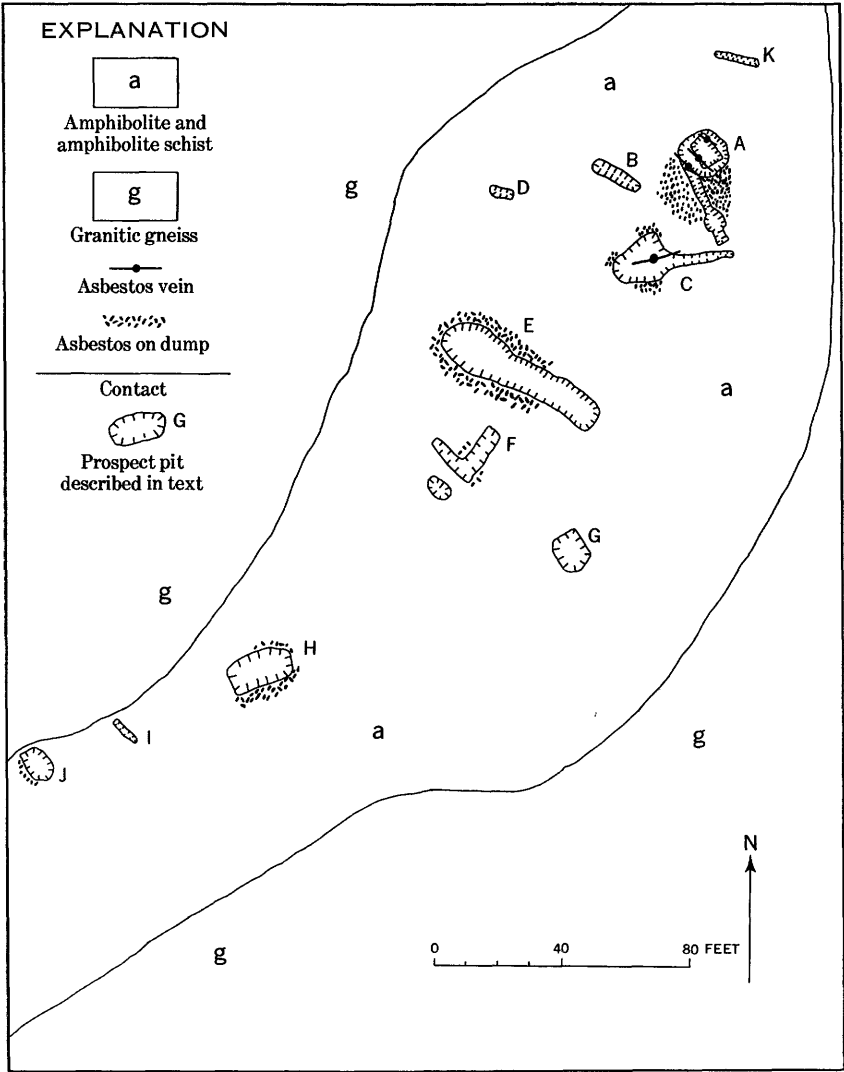 EXPLANATION
a
Amphibolite and
amphibolite schist
g
Granitic gneiss
Asbestos vein
Asbestos on dump
Contact
G
Prospect pit
described in text
K
a
A
B
g
D
C
E
a
F
G
g
H
I
a
g
J
N
0 40 80 FEET
g